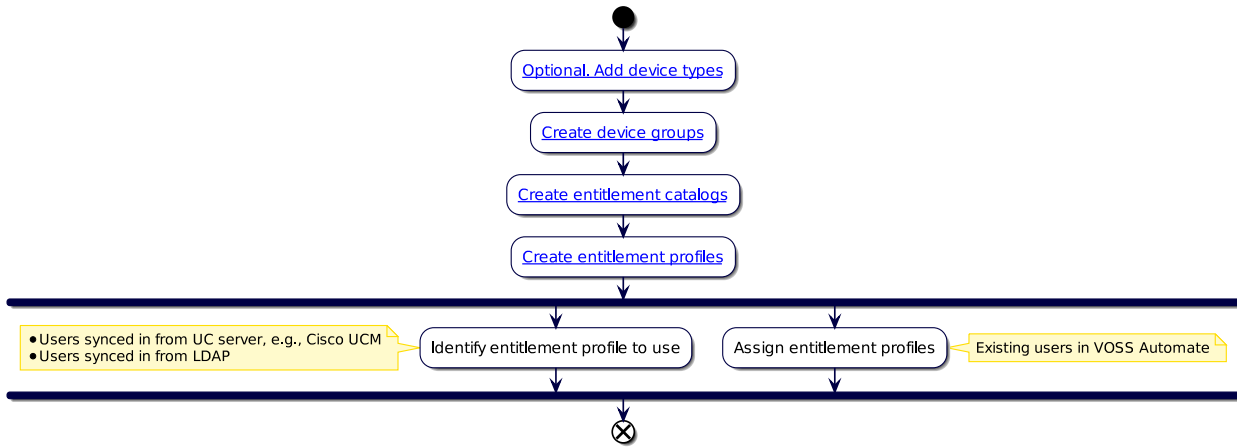 Optional. Add device types
Create device groups
Create entitlement catalogs
Create entitlement profiles
• Users synced in from UC server, e.g., Cisco UCM
• Users synced in from LDAP
Identify entitlement profile to use
Assign entitlement profiles
Existing users in VOSS Automate